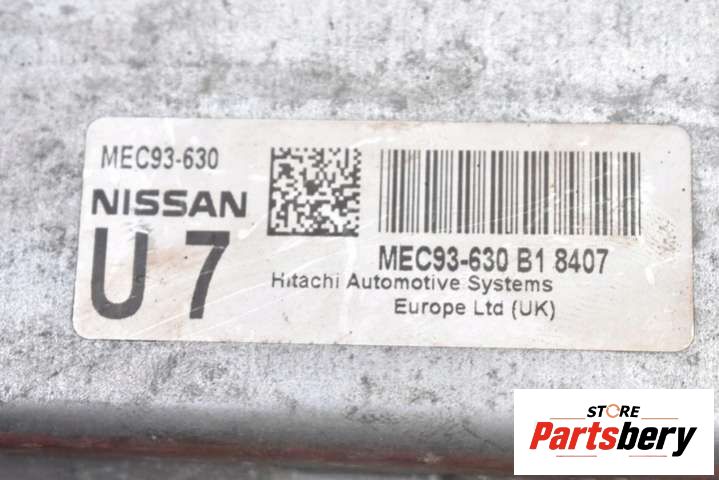 MEC93-630
NISSAN
U 7
MEC93-630 B1 8407
Hitachi Automotive Systems
Europe Ltd (UK)
STORE
Partsbery